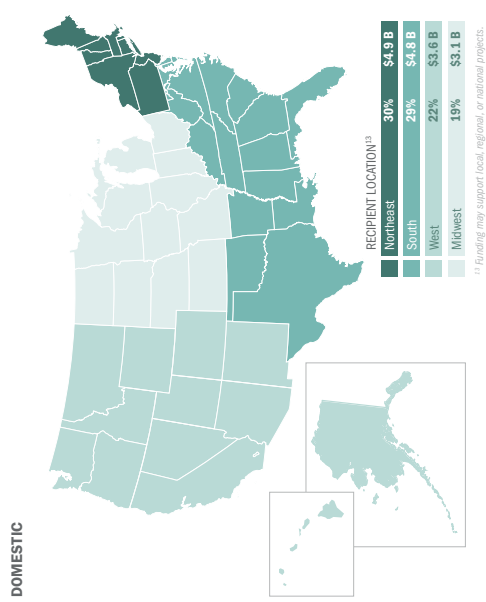 DOMESTIC
RECIPIENT LOCATION¹³
Northeast 30% $4.9 B
South 29% $4.8 B
West 22% $3.6 B
Midwest 19% $3.1 B
¹³ Funding may support local, regional, or national projects.